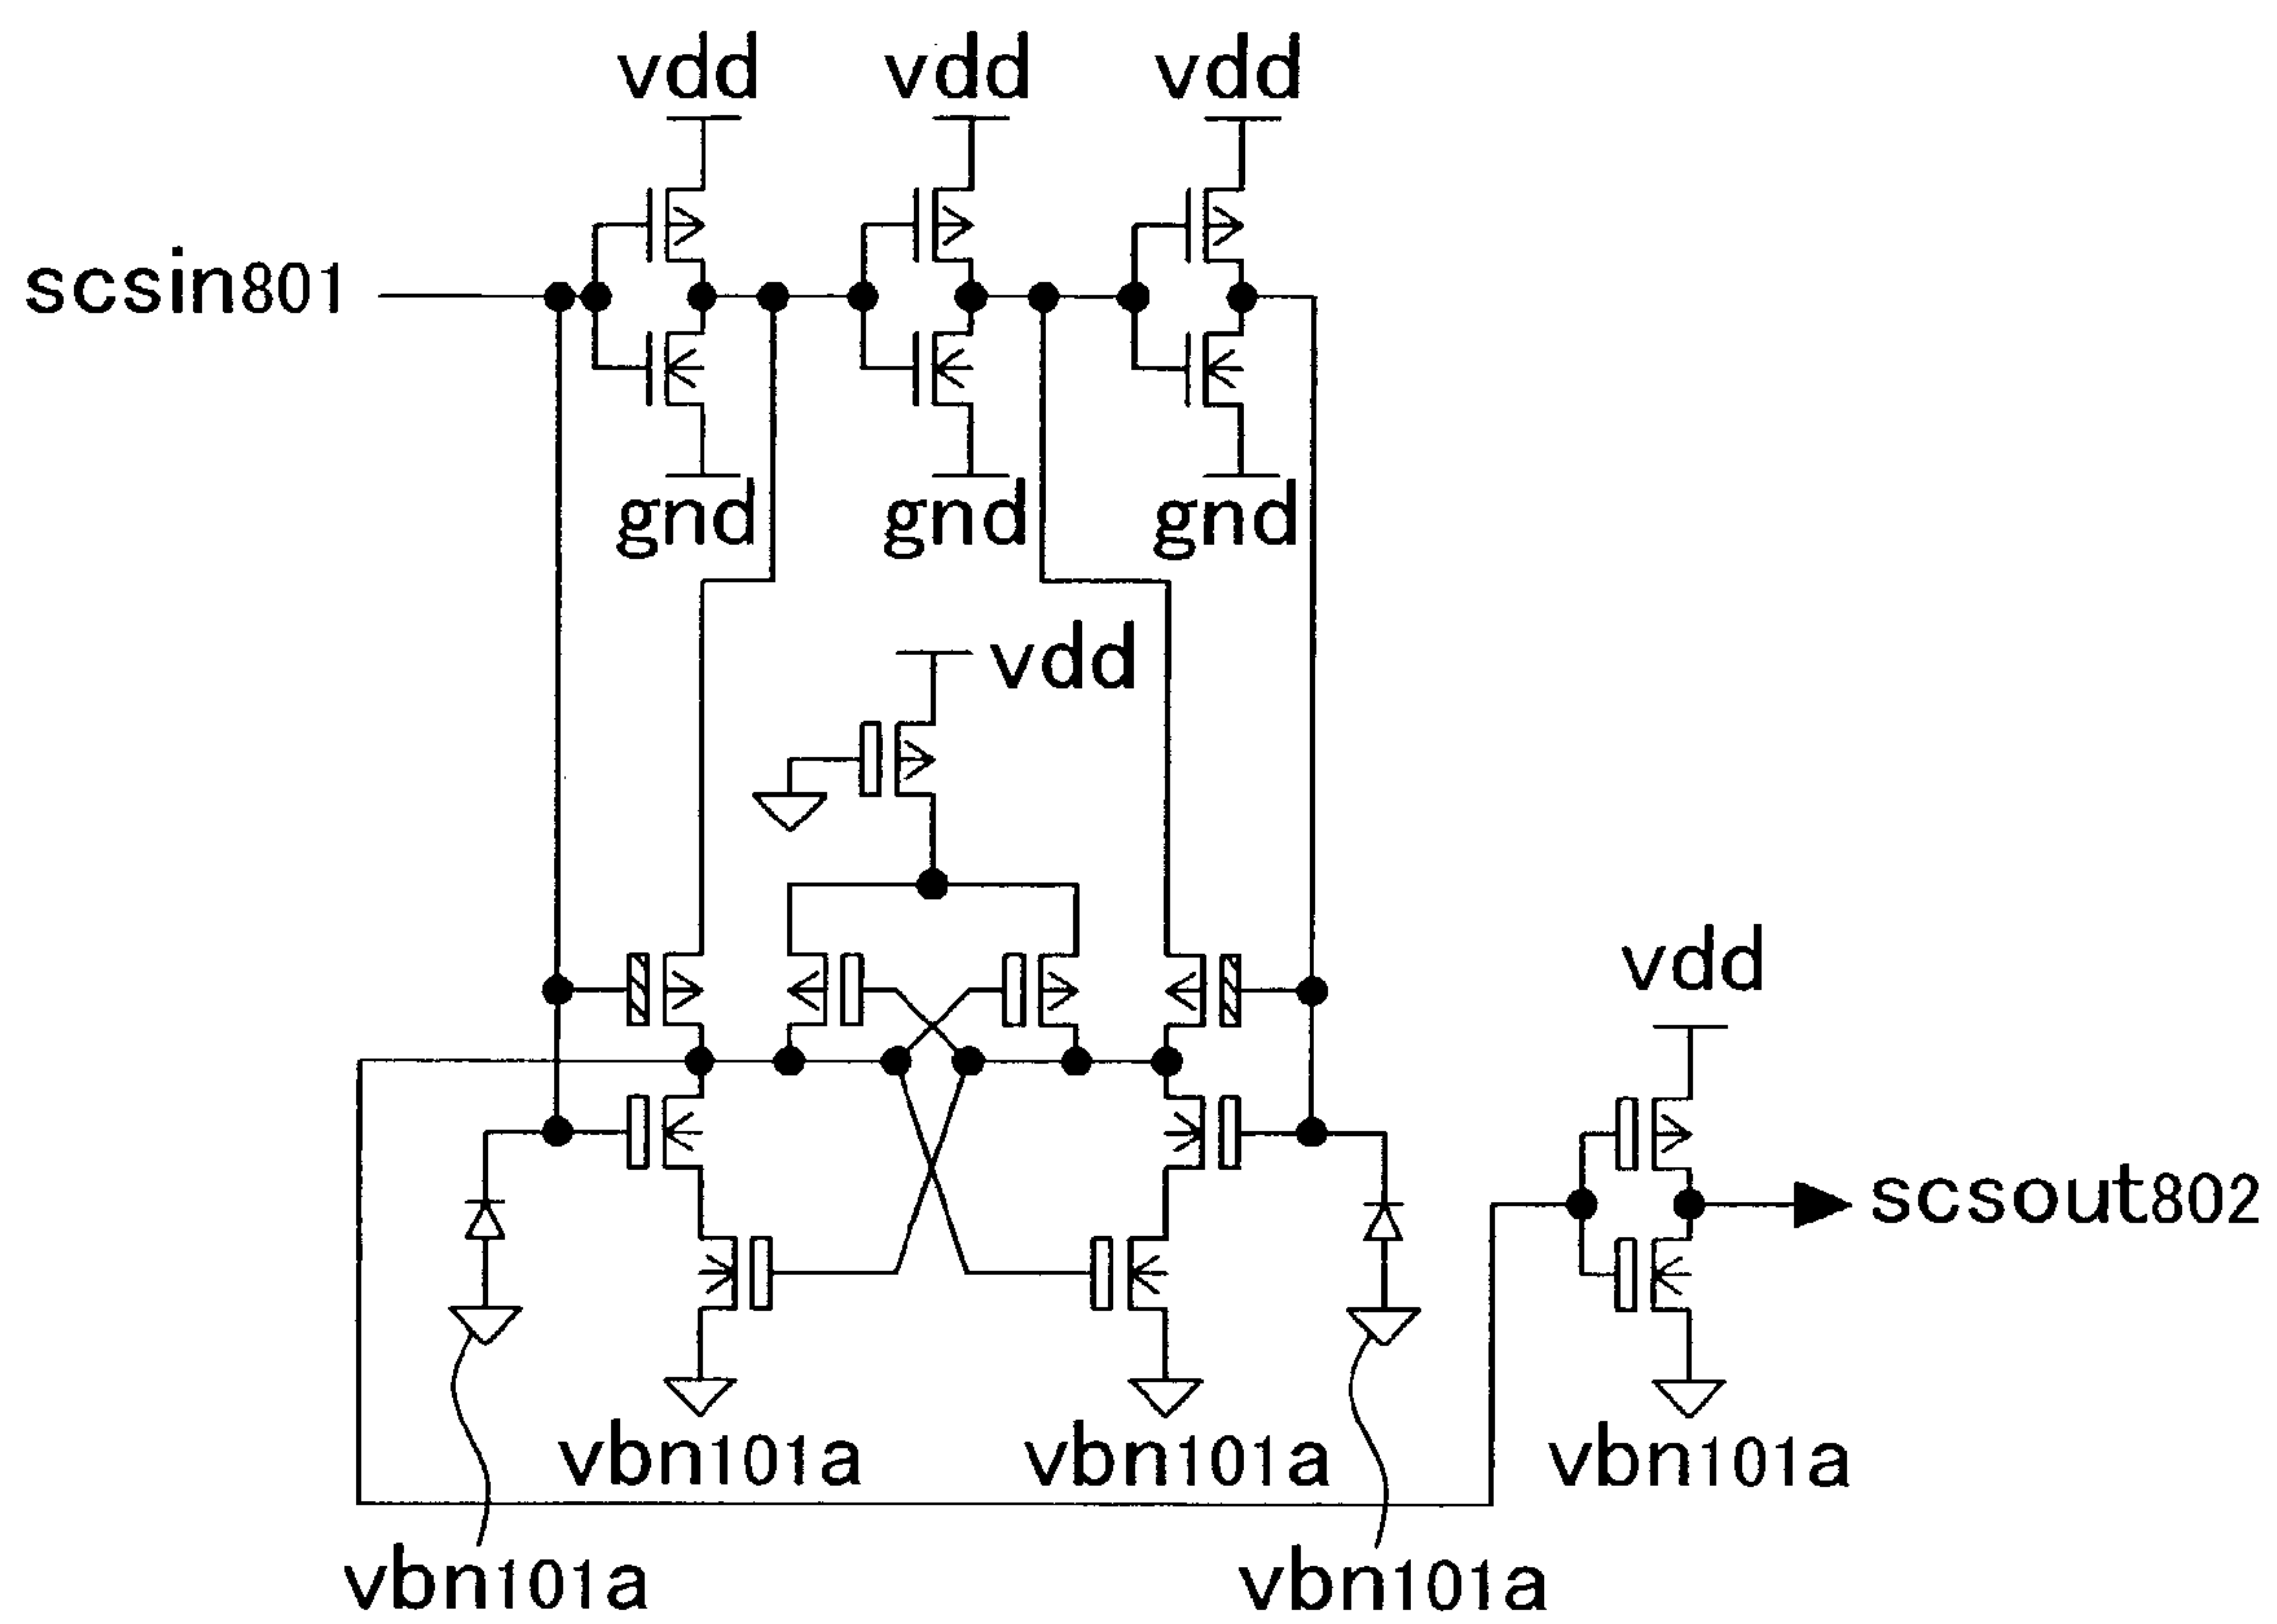 vdd vdd vdd
scsin801
gnd gnd gnd
vdd
vdd
scsout802
vbn101a vbn101a vbn101a
vbn101a vbn101a